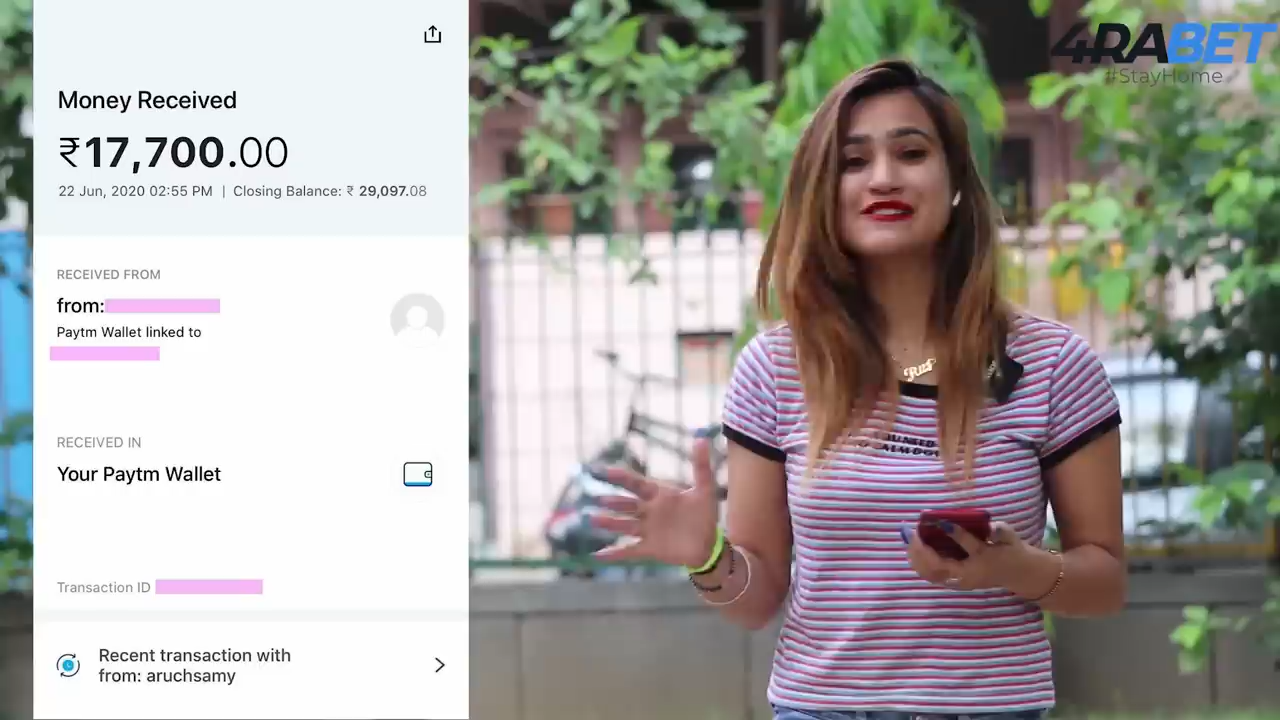 Money Received
₹17,700.00
22 Jun, 2020 02:55 PM | Closing Balance: ₹ 29,097.08
RECEIVED FROM
from:
Paytm Wallet linked to
RECEIVED IN
Your Paytm Wallet
Transaction ID
Recent transaction with
from: aruchsamy
4RABET
#StayHome